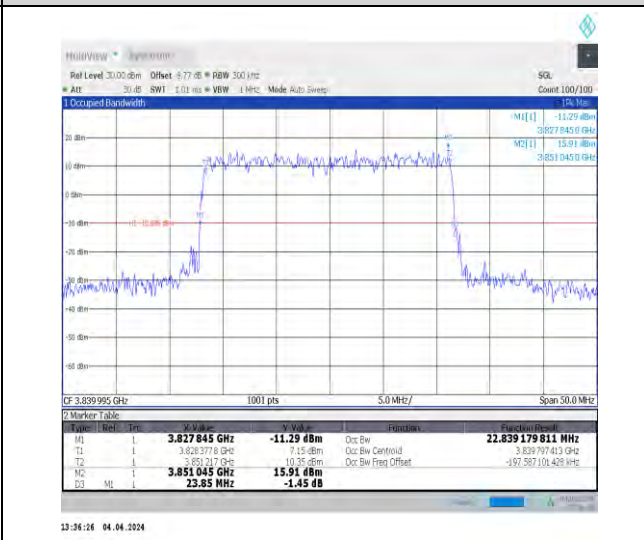 MultiView Spectrum
Ref Level 30.00 dBm Offset 9.77 dB RBW 300 kHz SGL
Att 30 dB SWT 1.01 ms VBW 1 MHz Mode Auto Sweep Count 100/100
1 Occupied Bandwidth 1Pk Max
M1[1] -11.29 dBm
3.827 845 0 GHz
M2[1] 15.91 dBm
3.851 045 0 GHz
20 dBm
10 dBm
0 dBm
-10 dBm
-20 dBm
-30 dBm
-40 dBm
-50 dBm
-60 dBm
CF 3.839 995 GHz 1001 pts 5.0 MHz/ Span 50.0 MHz
2 Marker Table
Type Ref Trc X-Value Y-Value Function Function Result
M1 1 3.827 845 GHz -11.29 dBm Occ Bw 22.839 179 811 MHz
T1 1 3.828 377 8 GHz 7.15 dBm Occ Bw Centroid 3.839 797 413 GHz
T2 1 3.851 217 GHz 10.35 dBm Occ Bw Freq Offset -197.587 101 428 kHz
M2 1 3.851 045 GHz 15.91 dBm
D3 M1 1 23.85 MHz -1.45 dB
13:36:26 04.04.2024